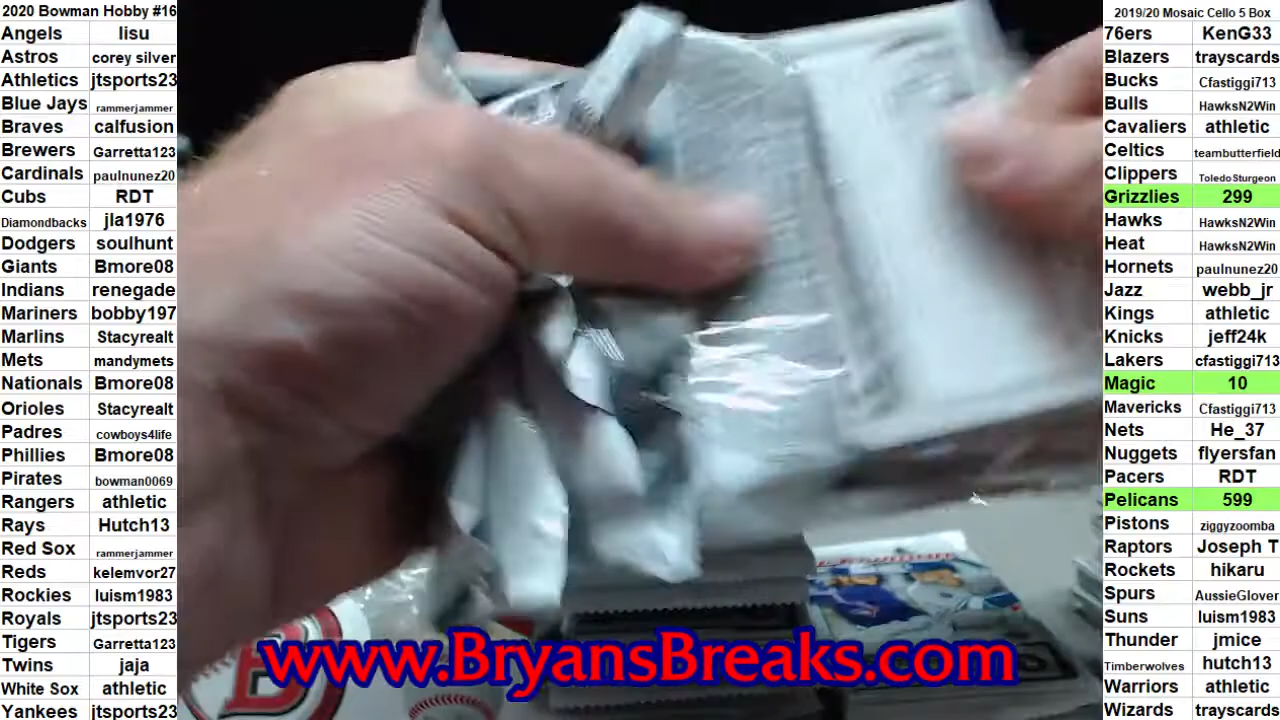 2020 Bowman Hobby #16
Angels lisu
Astros corey silver
Athletics jtsports23
Blue Jays rammerjammer
Braves calfusion
Brewers Garretta123
Cardinals paulnunez20
Cubs RDT
Diamondbacks jla1976
Dodgers soulhunt
Giants Bmore08
Indians renegade
Mariners bobby197
Marlins Stacyrealt
Mets mandymets
Nationals Bmore08
Orioles Stacyrealt
Padres cowboys4life
Phillies Bmore08
Pirates bowman0069
Rangers athletic
Rays Hutch13
Red Sox rammerjammer
Reds kelemvor27
Rockies luism1983
Royals jtsports23
Tigers Garretta123
Twins jaja
White Sox athletic
Yankees jtsports23
www.BryansBreaks.com
B
2019/20 Mosaic Cello 5 Box
76ers KenG33
Blazers trayscards
Bucks Cfastiggi713
Bulls HawksN2Win
Cavaliers athletic
Celtics teambutterfield
Clippers ToledoSturgeon
Grizzlies 299
Hawks HawksN2Win
Heat HawksN2Win
Hornets paulnunez20
Jazz webb_jr
Kings athletic
Knicks jeff24k
Lakers cfastiggi713
Magic 10
Mavericks Cfastiggi713
Nets He_37
Nuggets flyersfan
Pacers RDT
Pelicans 599
Pistons ziggyzoomba
Raptors Joseph T
Rockets hikaru
Spurs AussieGlover
Suns luism1983
Thunder jmice
Timberwolves hutch13
Warriors athletic
Wizards trayscards